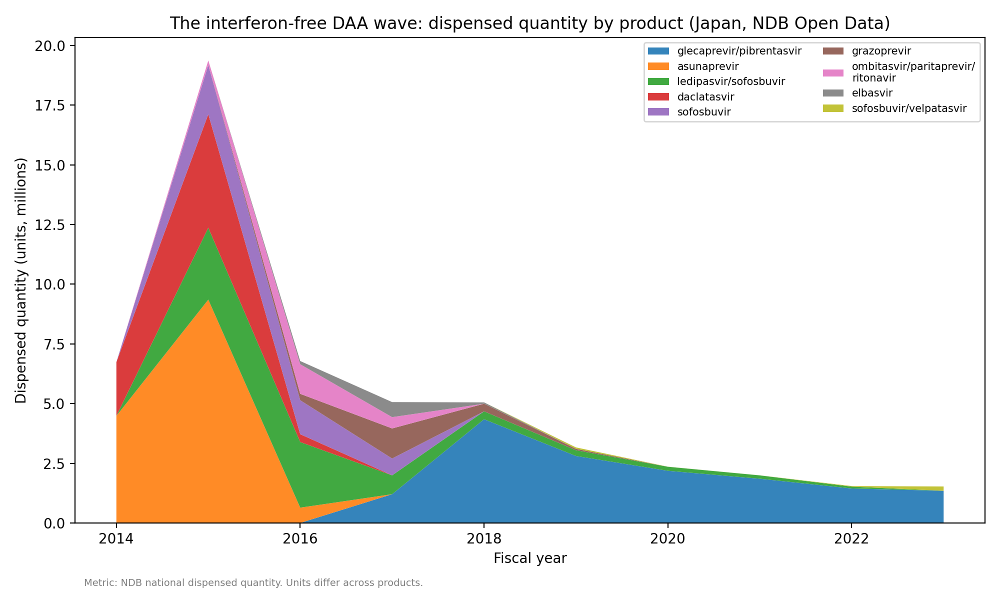 The interferon-free DAA wave: dispensed quantity by product (Japan, NDB Open Data)
Dispensed quantity (units, millions)
20.0
17.5
15.0
12.5
10.0
7.5
5.0
2.5
0.0
glecaprevir/pibrentasvir
asunaprevir
ledipasvir/sofosbuvir
daclatasvir
sofosbuvir
grazoprevir
ombitasvir/paritaprevir/
ritonavir
elbasvir
sofosbuvir/velpatasvir
2014
2016
2018
2020
2022
Fiscal year
Metric: NDB national dispensed quantity. Units differ across products.